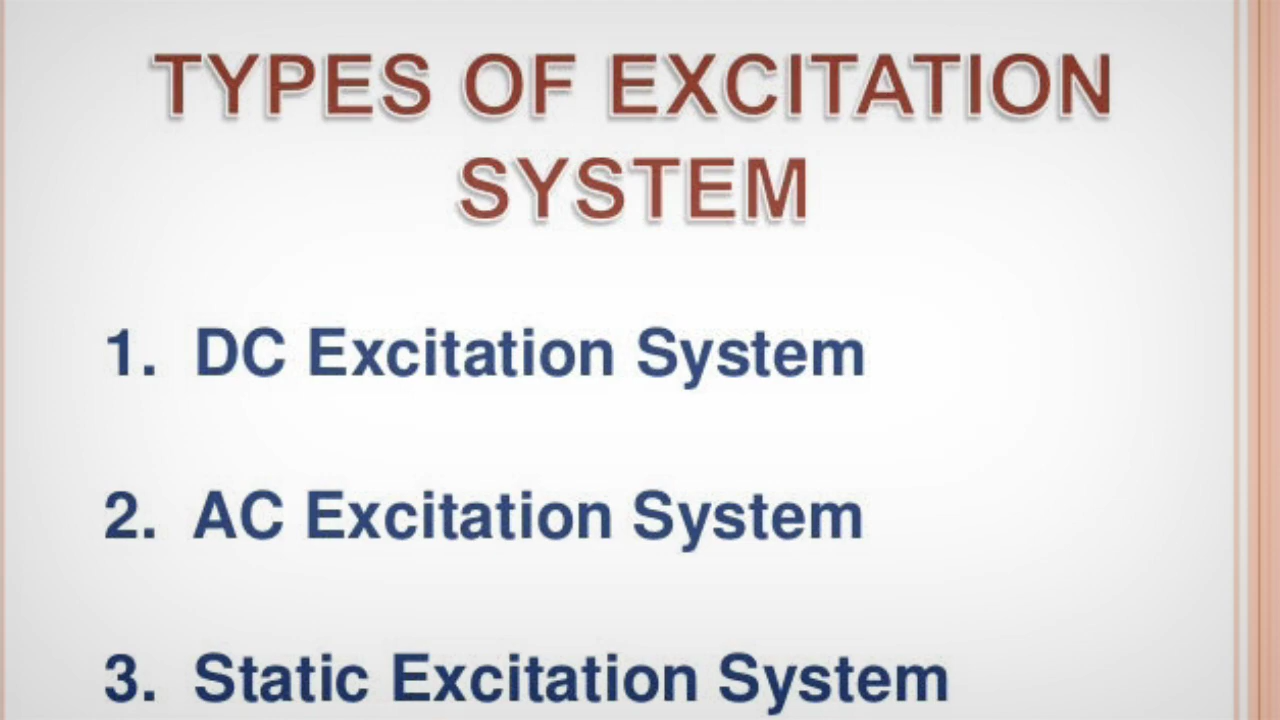 TYPES OF EXCITATION
SYSTEM
1. DC Excitation System
2. AC Excitation System
3. Static Excitation System